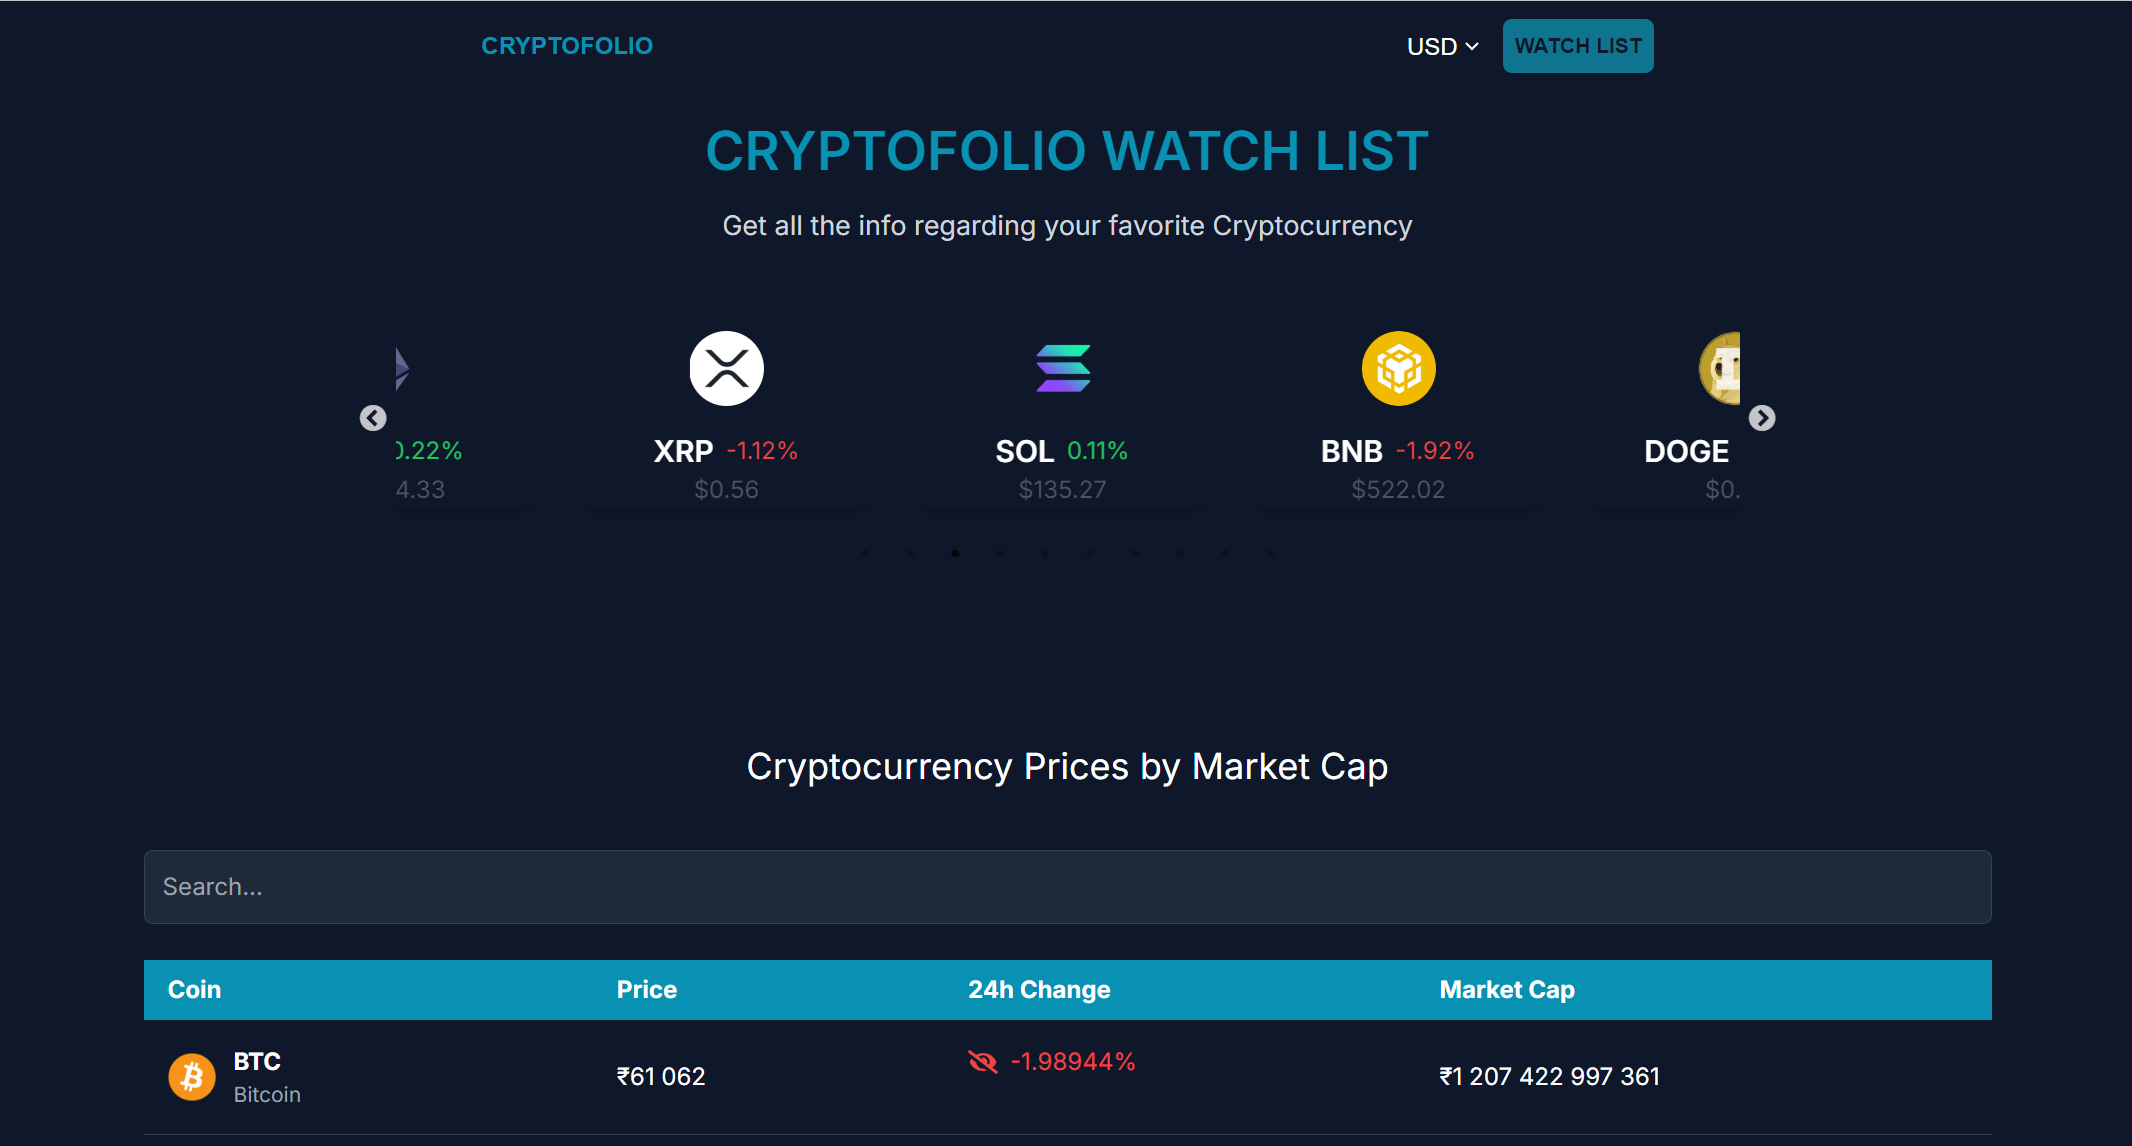 CRYPTOFOLIO
USD
WATCH LIST
CRYPTOFOLIO WATCH LIST
Get all the info regarding your favorite Cryptocurrency
0.22%
4.33
XRP -1.12%
$0.56
SOL 0.11%
$135.27
BNB -1.92%
$522.02
DOGE
$0.
Cryptocurrency Prices by Market Cap
Search...
Coin Price 24h Change Market Cap
BTC
Bitcoin
₹61 062
-1.98944%
₹1 207 422 997 361